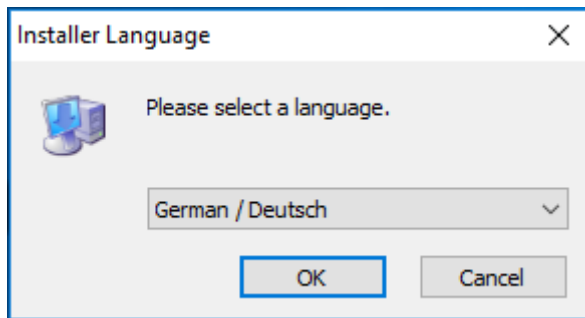 Installer Language
Please select a language.
German / Deutsch
OK Cancel